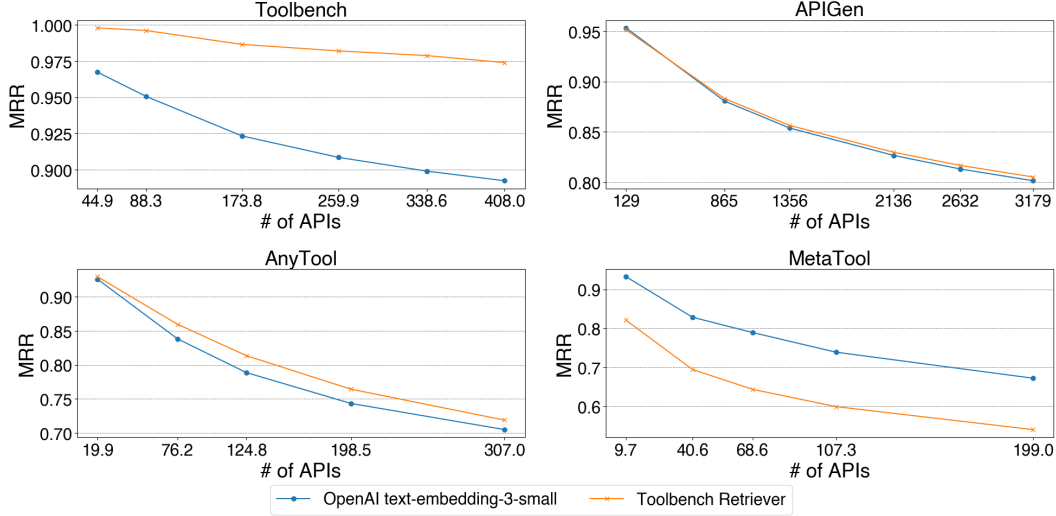 Toolbench
MRR
1.000
0.975
0.950
0.925
0.900
44.9 88.3 173.8 259.9 338.6 408.0
# of APIs
APIGen
MRR
0.95
0.90
0.85
0.80
129 865 1356 2136 2632 3179
# of APIs
AnyTool
MRR
0.90
0.85
0.80
0.75
0.70
19.9 76.2 124.8 198.5 307.0
# of APIs
MetaTool
MRR
0.9
0.8
0.7
0.6
9.7 40.6 68.6 107.3 199.0
# of APIs
OpenAI text-embedding-3-small Toolbench Retriever